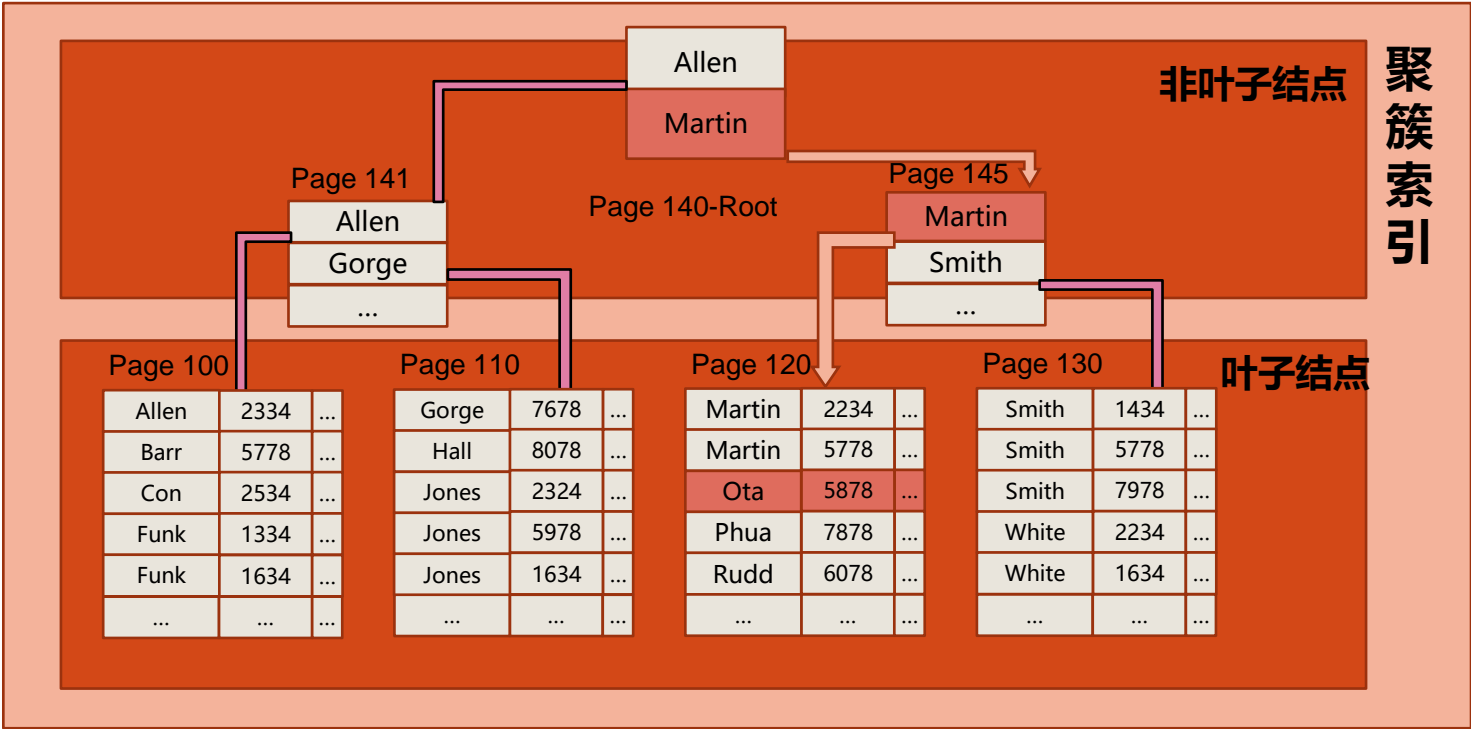 聚簇索引
非叶子结点
Allen
Martin
Page 140-Root
Page 141
Allen
Gorge
...
Page 145
Martin
Smith
...
叶子结点
Page 100
Allen 2334 ...
Barr 5778 ...
Con 2534 ...
Funk 1334 ...
Funk 1634 ...
... ... ...
Page 110
Gorge 7678 ...
Hall 8078 ...
Jones 2324 ...
Jones 5978 ...
Jones 1634 ...
... ... ...
Page 120
Martin 2234 ...
Martin 5778 ...
Ota 5878 ...
Phua 7878 ...
Rudd 6078 ...
... ... ...
Page 130
Smith 1434 ...
Smith 5778 ...
Smith 7978 ...
White 2234 ...
White 1634 ...
... ... ...